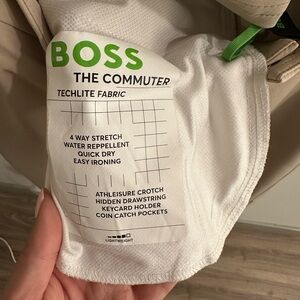 BOSS
THE COMMUTER
TECHLITE FABRIC
4 WAY STRETCH
WATER REPELLENT
QUICK DRY
EASY IRONING
ATHLEISURE CROTCH
HIDDEN DRAWSTRING
KEYCARD HOLDER
COIN CATCH POCKETS
LIGHTWEIGHT